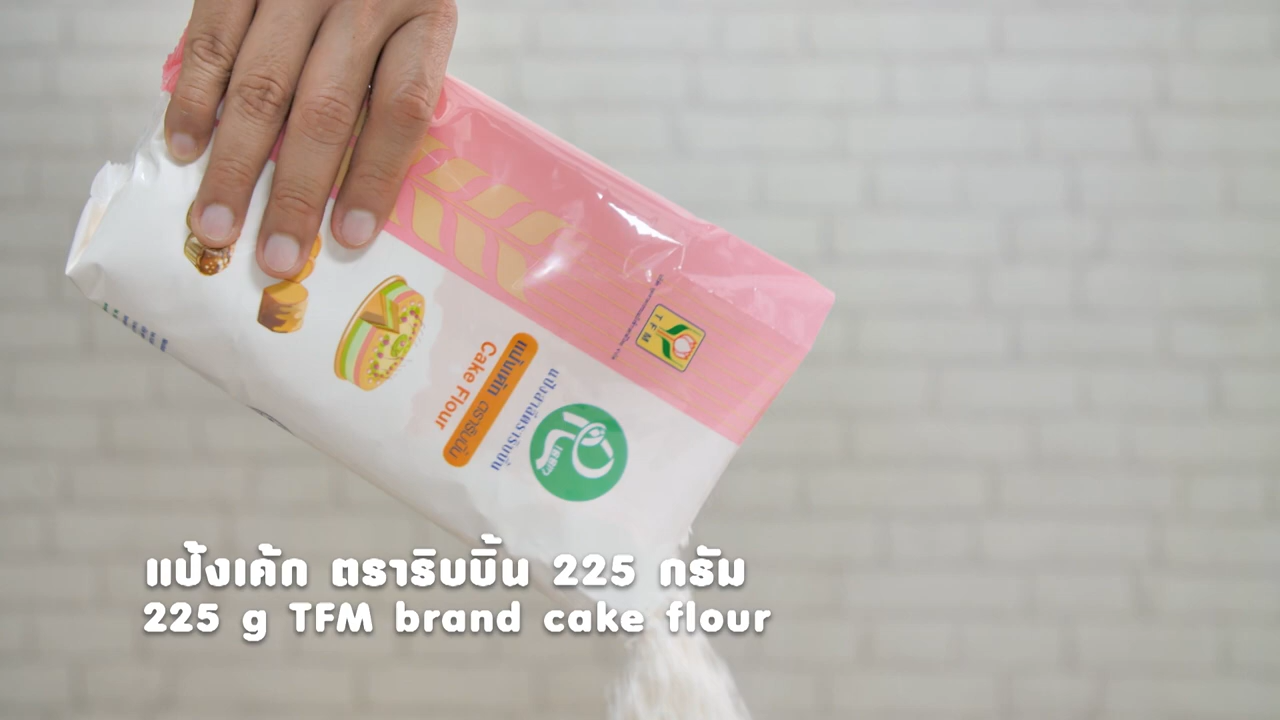 TFM
แป้งสาลีตราริบบิ้น
แป้งเค้ก ตราริบบิ้น
Cake Flour
แป้งเค้ก ตราริบบิ้น 225 กรัม
225 g TFM brand cake flour